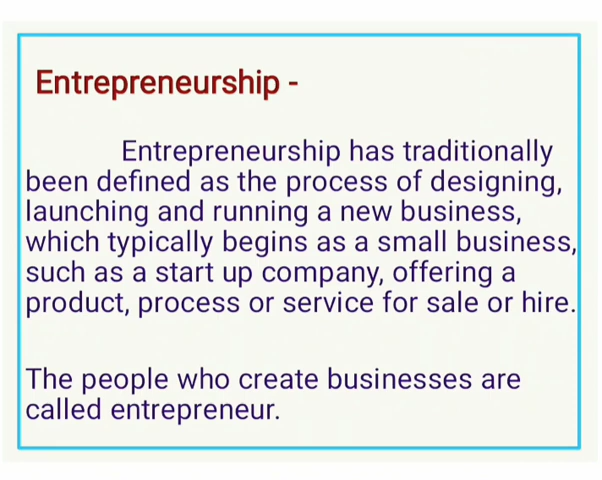 Entrepreneurship -
Entrepreneurship has traditionally
been defined as the process of designing,
launching and running a new business,
which typically begins as a small business,
such as a start up company, offering a
product, process or service for sale or hire.
The people who create businesses are
called entrepreneur.